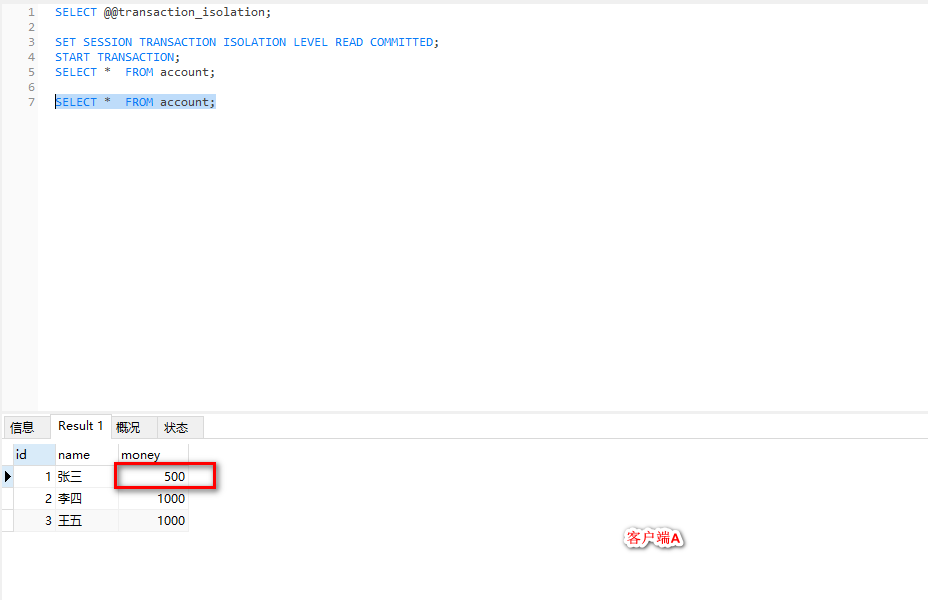 1 SELECT @@transaction_isolation;
2
3 SET SESSION TRANSACTION ISOLATION LEVEL READ COMMITTED;
4 START TRANSACTION;
5 SELECT *  FROM account;
6
7 SELECT *  FROM account;
信息 Result 1 概况 状态
id name money
1 张三 500
2 李四 1000
3 王五 1000
客户端A